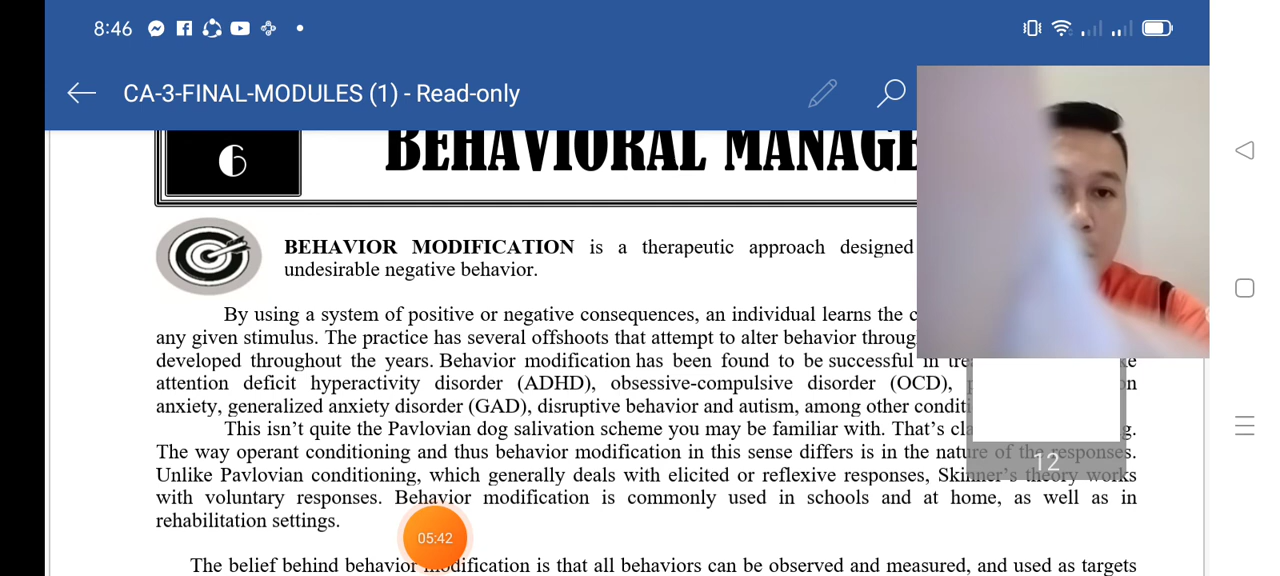 8:46
CA-3-FINAL-MODULES (1) - Read-only
6
BEHAVIORAL
BEHAVIOR MODIFICATION is a therapeutic approach designed
undesirable negative behavior.
By using a system of positive or negative consequences, an individual learns the
any given stimulus. The practice has several offshoots that attempt to alter behavior
developed throughout the years. Behavior modification has been found to be successful in
attention deficit hyperactivity disorder (ADHD), obsessive-compulsive disorder (OCD),
anxiety, generalized anxiety disorder (GAD), disruptive behavior and autism, among other
This isn't quite the Pavlovian dog salivation scheme you may be familiar with. That's
The way operant conditioning and thus behavior modification in this sense differs is in the nature of the responses.
Unlike Pavlovian conditioning, which generally deals with elicited or reflexive responses, Skinner's theory works
12
with voluntary responses. Behavior modification is commonly used in schools and at home, as well as in
rehabilitation settings.
05:42
The belief behind behavior modification is that all behaviors can be observed and measured, and used as targets